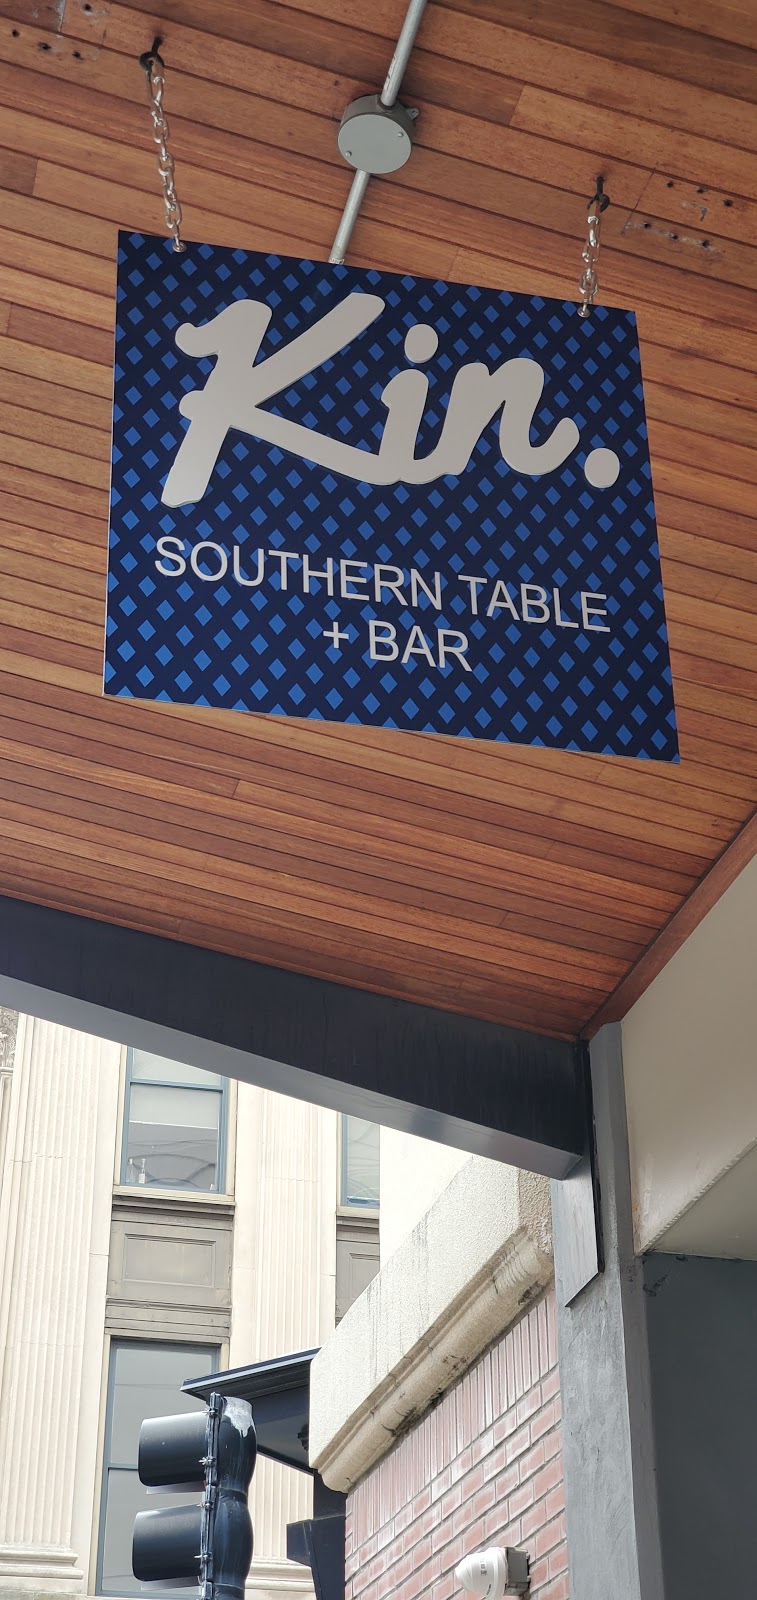 Kin.
SOUTHERN TABLE
+ BAR